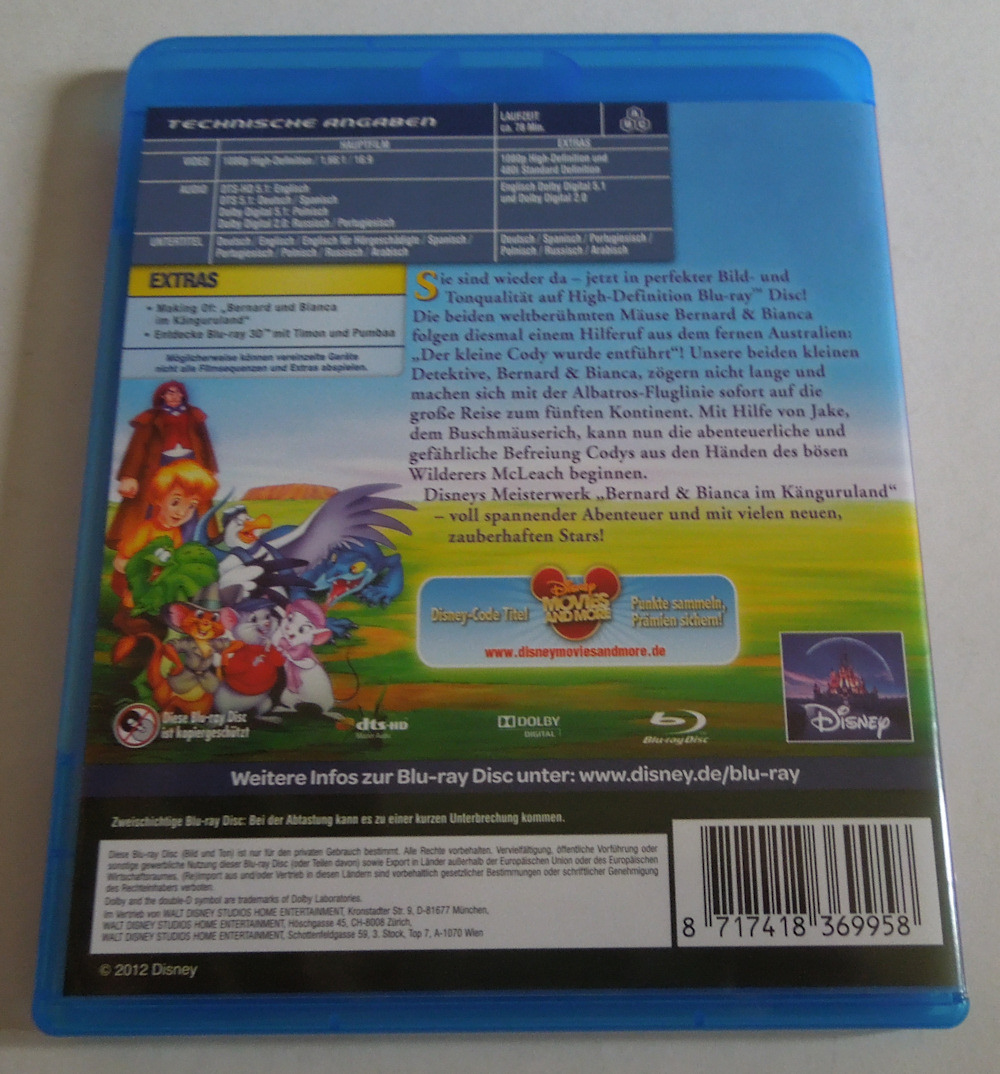 TECHNISCHE ANGABEN
LAUFZEIT:
ca. 78 Min.
A
B C
HAUPTFILM
EXTRAS
VIDEO
1080p High-Definition / 1,66:1 / 16:9
1080p High-Definition und
480i Standard Definition
AUDIO
DTS-HD 5.1: Englisch
DTS 5.1: Deutsch / Spanisch
Dolby Digital 5.1: Polnisch
Dolby Digital 2.0: Russisch / Portugiesisch
Englisch Dolby Digital 5.1
und Dolby Digital 2.0
UNTERTITEL
Deutsch / Englisch / Englisch für Hörgeschädigte / Spanisch /
Portugiesisch / Polnisch / Russisch / Arabisch
Deutsch / Spanisch / Portugiesisch /
Polnisch / Russisch / Arabisch
EXTRAS
• Making Of: „Bernard und Bianca
im Känguruland“
• Entdecke Blu-ray 3D™ mit Timon und Pumbaa
Möglicherweise können vereinzelte Geräte
nicht alle Filmsequenzen und Extras abspielen.
Sie sind wieder da – jetzt in perfekter Bild- und
Tonqualität auf High-Definition Blu-ray™ Disc!
Die beiden weltberühmten Mäuse Bernard & Bianca
folgen diesmal einem Hilferuf aus dem fernen Australien:
„Der kleine Cody wurde entführt“! Unsere beiden kleinen
Detektive, Bernard & Bianca, zögern nicht lange und
machen sich mit der Albatros-Fluglinie sofort auf die
große Reise zum fünften Kontinent. Mit Hilfe von Jake,
dem Buschmäuserich, kann nun die abenteuerliche und
gefährliche Befreiung Codys aus den Händen des bösen
Wilderers McLeach beginnen.
Disneys Meisterwerk „Bernard & Bianca im Känguruland“
– voll spannender Abenteuer und mit vielen neuen,
zauberhaften Stars!
Disney-Code Titel
Disney
MOVIES
AND MORE
Punkte sammeln,
Prämien sichern!
www.disneymoviesandmore.de
Diese Blu-ray Disc
ist kopiergeschützt
dts-HD
Master Audio
DOLBY
DIGITAL
Blu-ray Disc
DISNEY
Weitere Infos zur Blu-ray Disc unter: www.disney.de/blu-ray
Zweischichtige Blu-ray Disc: Bei der Abtastung kann es zu einer kurzen Unterbrechung kommen.
Diese Blu-ray Disc (Bild und Ton) ist nur für den privaten Gebrauch bestimmt. Alle Rechte vorbehalten. Vervielfältigung, öffentliche Vorführung oder
sonstige gewerbliche Nutzung dieser Blu-ray Disc (oder Teilen davon) sowie Export in Länder außerhalb der Europäischen Union oder des Europäischen
Wirtschaftsraumes, (Re)Import aus und/oder Vertrieb in diesen Ländern sind vorbehaltlich gesetzlicher Bestimmungen oder schriftlicher Genehmigung
des Rechteinhabers verboten.
Dolby and the double-D symbol are trademarks of Dolby Laboratories.
Im Vertrieb von WALT DISNEY STUDIOS HOME ENTERTAINMENT, Kronstadter Str. 9, D-81677 München,
WALT DISNEY STUDIOS HOME ENTERTAINMENT, Höschgasse 45, CH-8008 Zürich,
WALT DISNEY STUDIOS HOME ENTERTAINMENT, Schottenfeldgasse 59, 3. Stock, Top 7, A-1070 Wien
8 717418 369958
© 2012 Disney